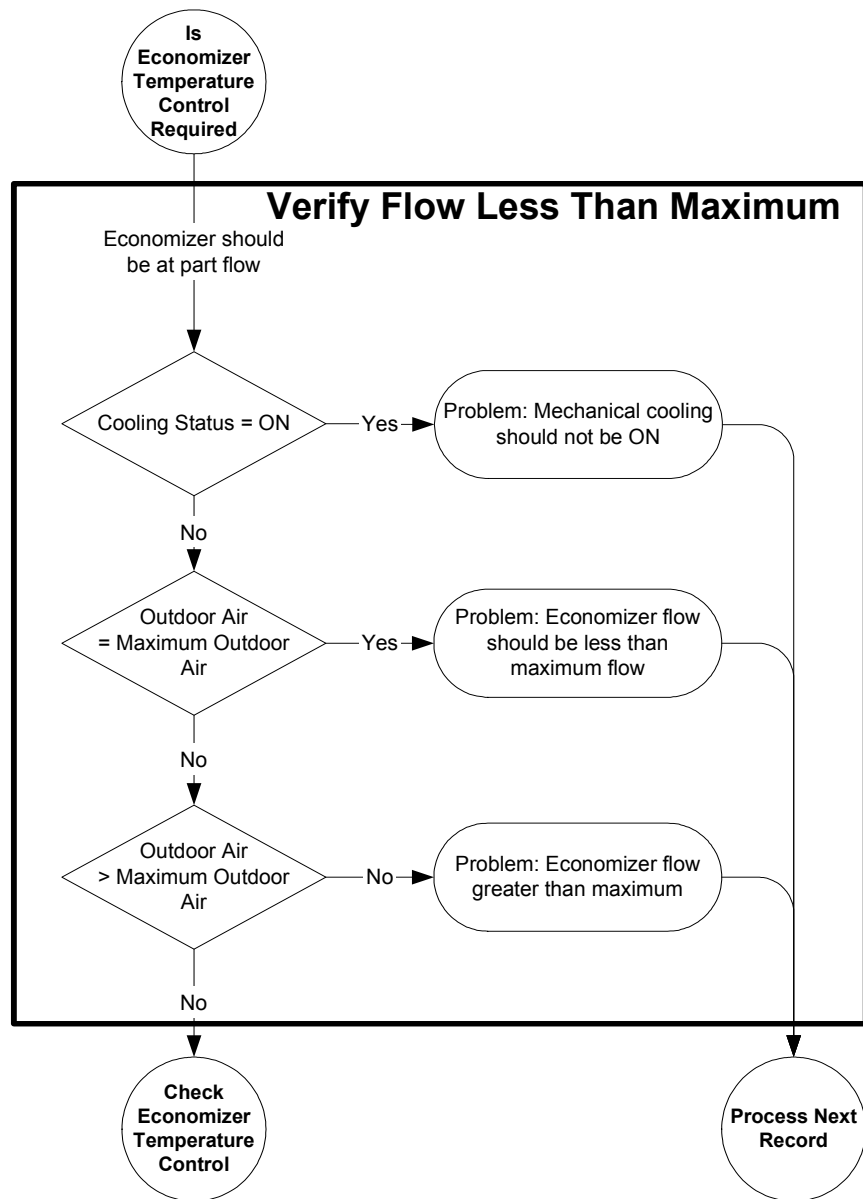 Is
Economizer
Temperature
Control
Required
Verify Flow Less Than Maximum
Economizer should
be at part flow
Cooling Status = ON
Yes
Problem: Mechanical cooling
should not be ON
No
Outdoor Air
= Maximum Outdoor
Air
Yes
Problem: Economizer flow
should be less than
maximum flow
No
Outdoor Air
> Maximum Outdoor
Air
No
Problem: Economizer flow
greater than maximum
No
Check
Economizer
Temperature
Control
Process Next
Record